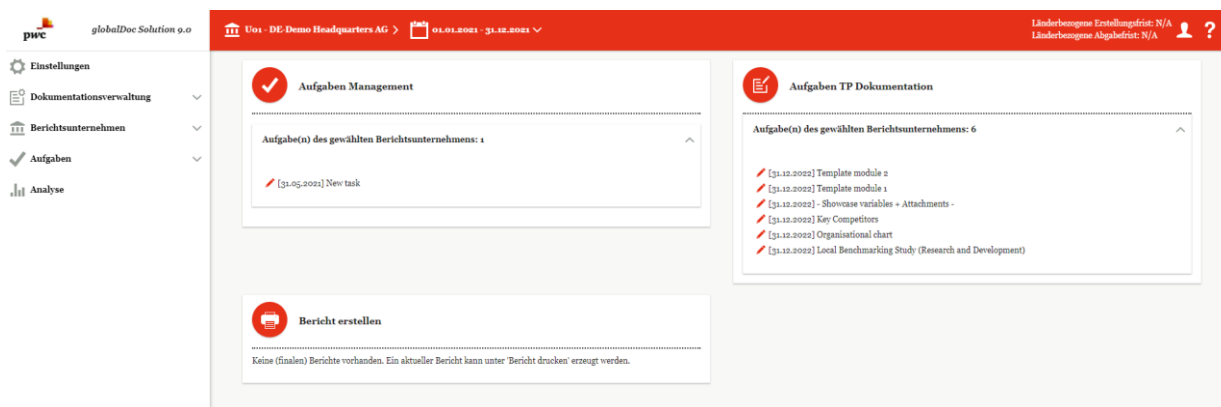 pwc
globalDoc Solution 9.0
U01 - DE-Demo Headquarters AG
01.01.2021 - 31.12.2021
Länderbezogene Erstellungsfrist: N/A
Länderbezogene Abgabefrist: N/A
?
Einstellungen
Dokumentationsverwaltung
Berichtsunternehmen
Aufgaben
Analyse
Aufgaben Management
Aufgabe(n) des gewählten Berichtsunternehmens: 1
[31.05.2021] New task
Aufgaben TP Dokumentation
Aufgabe(n) des gewählten Berichtsunternehmens: 6
[31.12.2022] Template module 2
[31.12.2022] Template module 1
[31.12.2022] - Showcase variables + Attachments -
[31.12.2022] Key Competitors
[31.12.2022] Organisational chart
[31.12.2022] Local Benchmarking Study (Research and Development)
Bericht erstellen
Keine (finalen) Berichte vorhanden. Ein aktueller Bericht kann unter 'Bericht drucken' erzeugt werden.